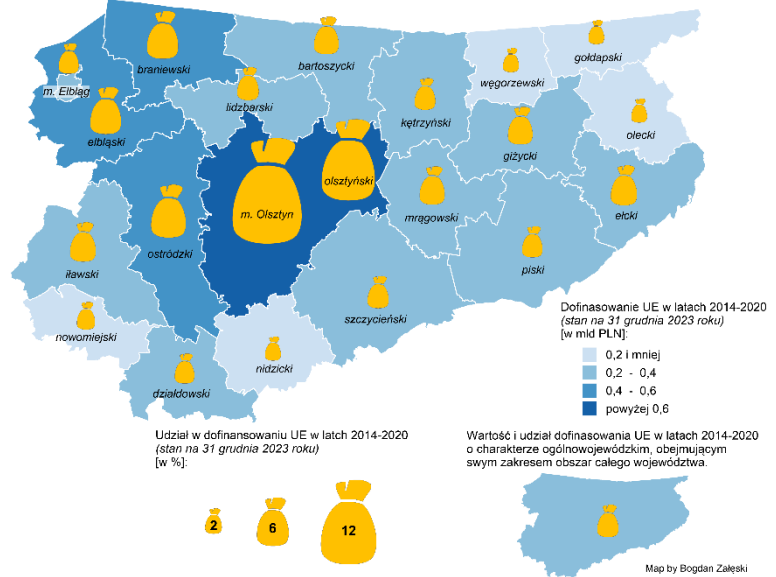 braniewski
bartoszycki
gołdapski
węgorzewski
m. Elbląg
lidzbarski
kętrzyński
olecki
elbląski
giżycki
olsztyński
m. Olsztyn
mrągowski
ełcki
ostródzki
iławski
piski
szczycieński
nowomiejski
nidzicki
działdowski
Dofinasowanie UE w latach 2014-2020
(stan na 31 grudnia 2023 roku)
[w mld PLN]:
0,2 i mniej
0,2 - 0,4
0,4 - 0,6
powyżej 0,6
Udział w dofinansowaniu UE w latch 2014-2020
(stan na 31 grudnia 2023 roku)
[w %]:
2
6
12
Wartość i udział dofinasowania UE w latach 2014-2020
o charakterze ogólnowojewódzkim, obejmującym
swym zakresem obszar całego województwa.
Map by Bogdan Załęski